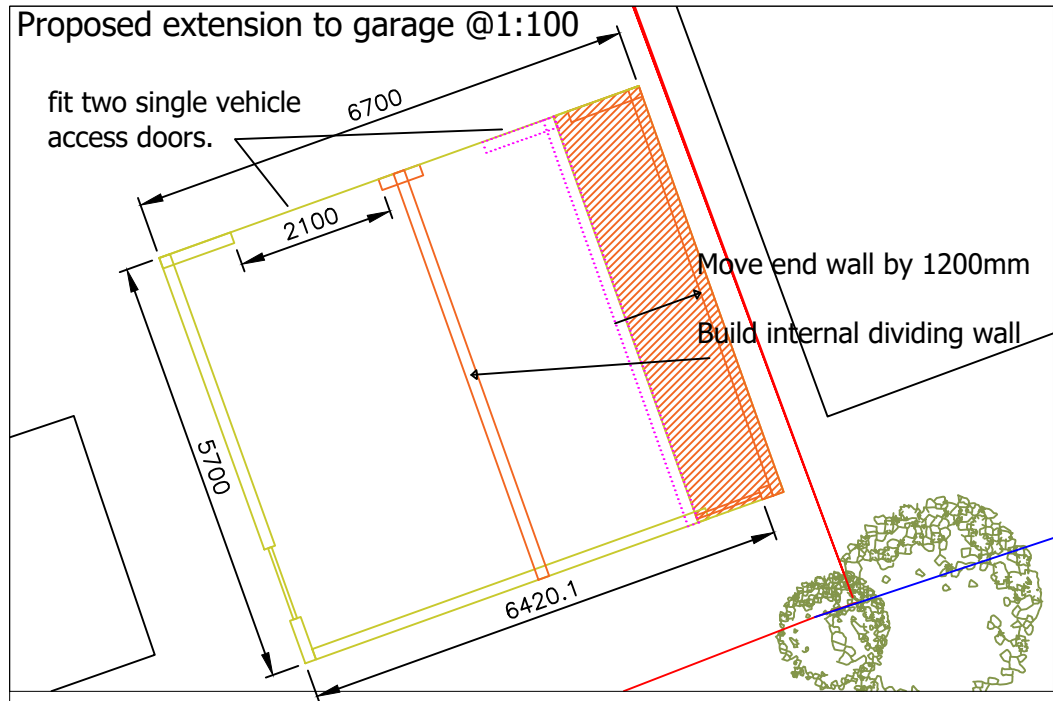 Proposed extension to garage @1:100
fit two single vehicle
access doors.
6700
2100
Move end wall by 1200mm
Build internal dividing wall
5700
6420.1